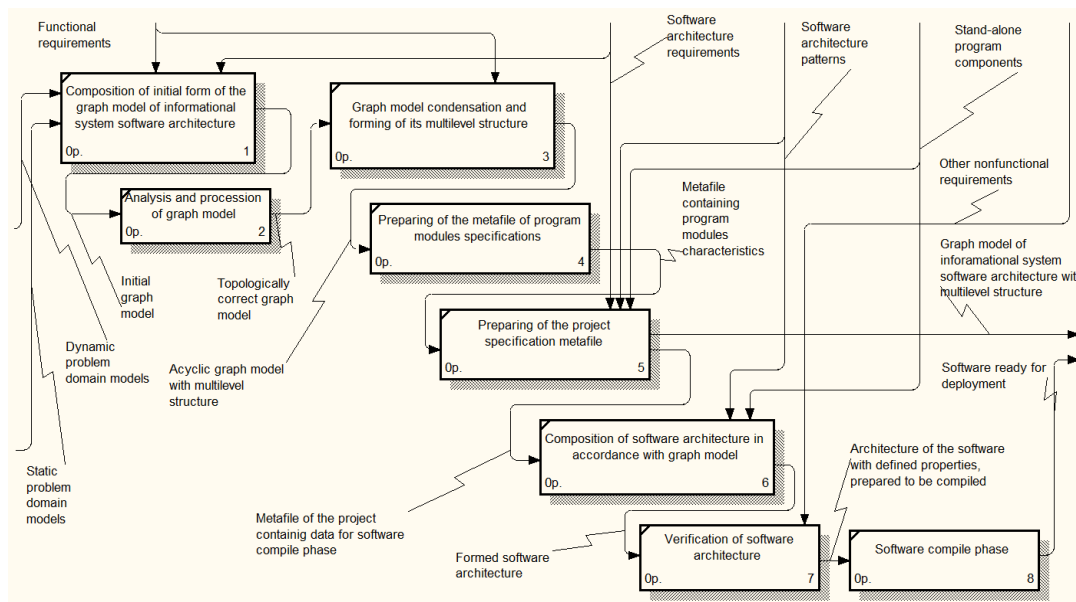 Functional
requirements
Software
architecture
requirements
Software
architecture
patterns
Stand-alone
program
components
Composition of initial form of the
graph model of informational
system software architecture
0p.
1
Graph model condensation and
forming of its multilevel structure
0p.
3
Other nonfunctional
requirements
Metafile
containing
program
modules
characteristics
Analysis and procession
of graph model
0p.
2
Preparing of the metafile of program
modules specifications
0p.
4
Graph model of
inforamational system
software architecture wit
multilevel structure
Initial
graph
model
Topologically
correct graph
model
Preparing of the project
specification metafile
0p.
5
Dynamic
problem
domain models
Acyclic graph model
with multilevel
structure
Software ready for
deployment
Composition of software architecture in
accordance with graph model
0p.
6
Architecture of the software
with defined properties,
prepared to be compiled
Static
problem
domain
models
Metafile of the project
containig data for software
compile phase
Formed software
architecture
Verification of software
architecture
0p.
7
Software compile phase
0p.
8